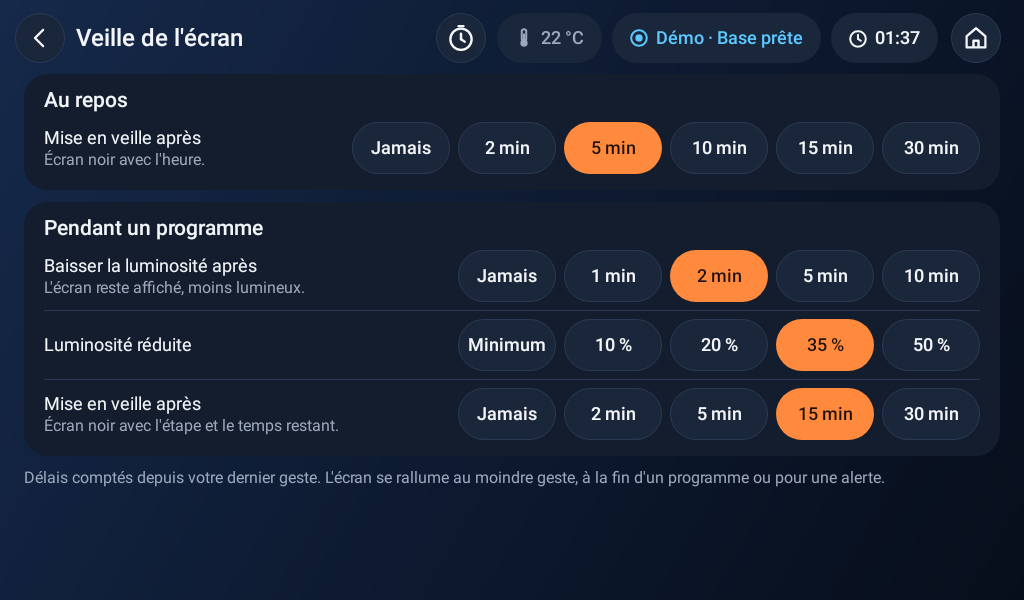 Veille de l'écran
22 °C
Démo · Base prête
01:37
Au repos
Mise en veille après
Écran noir avec l'heure.
Jamais 2 min 5 min 10 min 15 min 30 min
Pendant un programme
Baisser la luminosité après
L'écran reste affiché, moins lumineux.
Jamais 1 min 2 min 5 min 10 min
Luminosité réduite
Minimum 10 % 20 % 35 % 50 %
Mise en veille après
Écran noir avec l'étape et le temps restant.
Jamais 2 min 5 min 15 min 30 min
Délais comptés depuis votre dernier geste. L'écran se rallume au moindre geste, à la fin d'un programme ou pour une alerte.